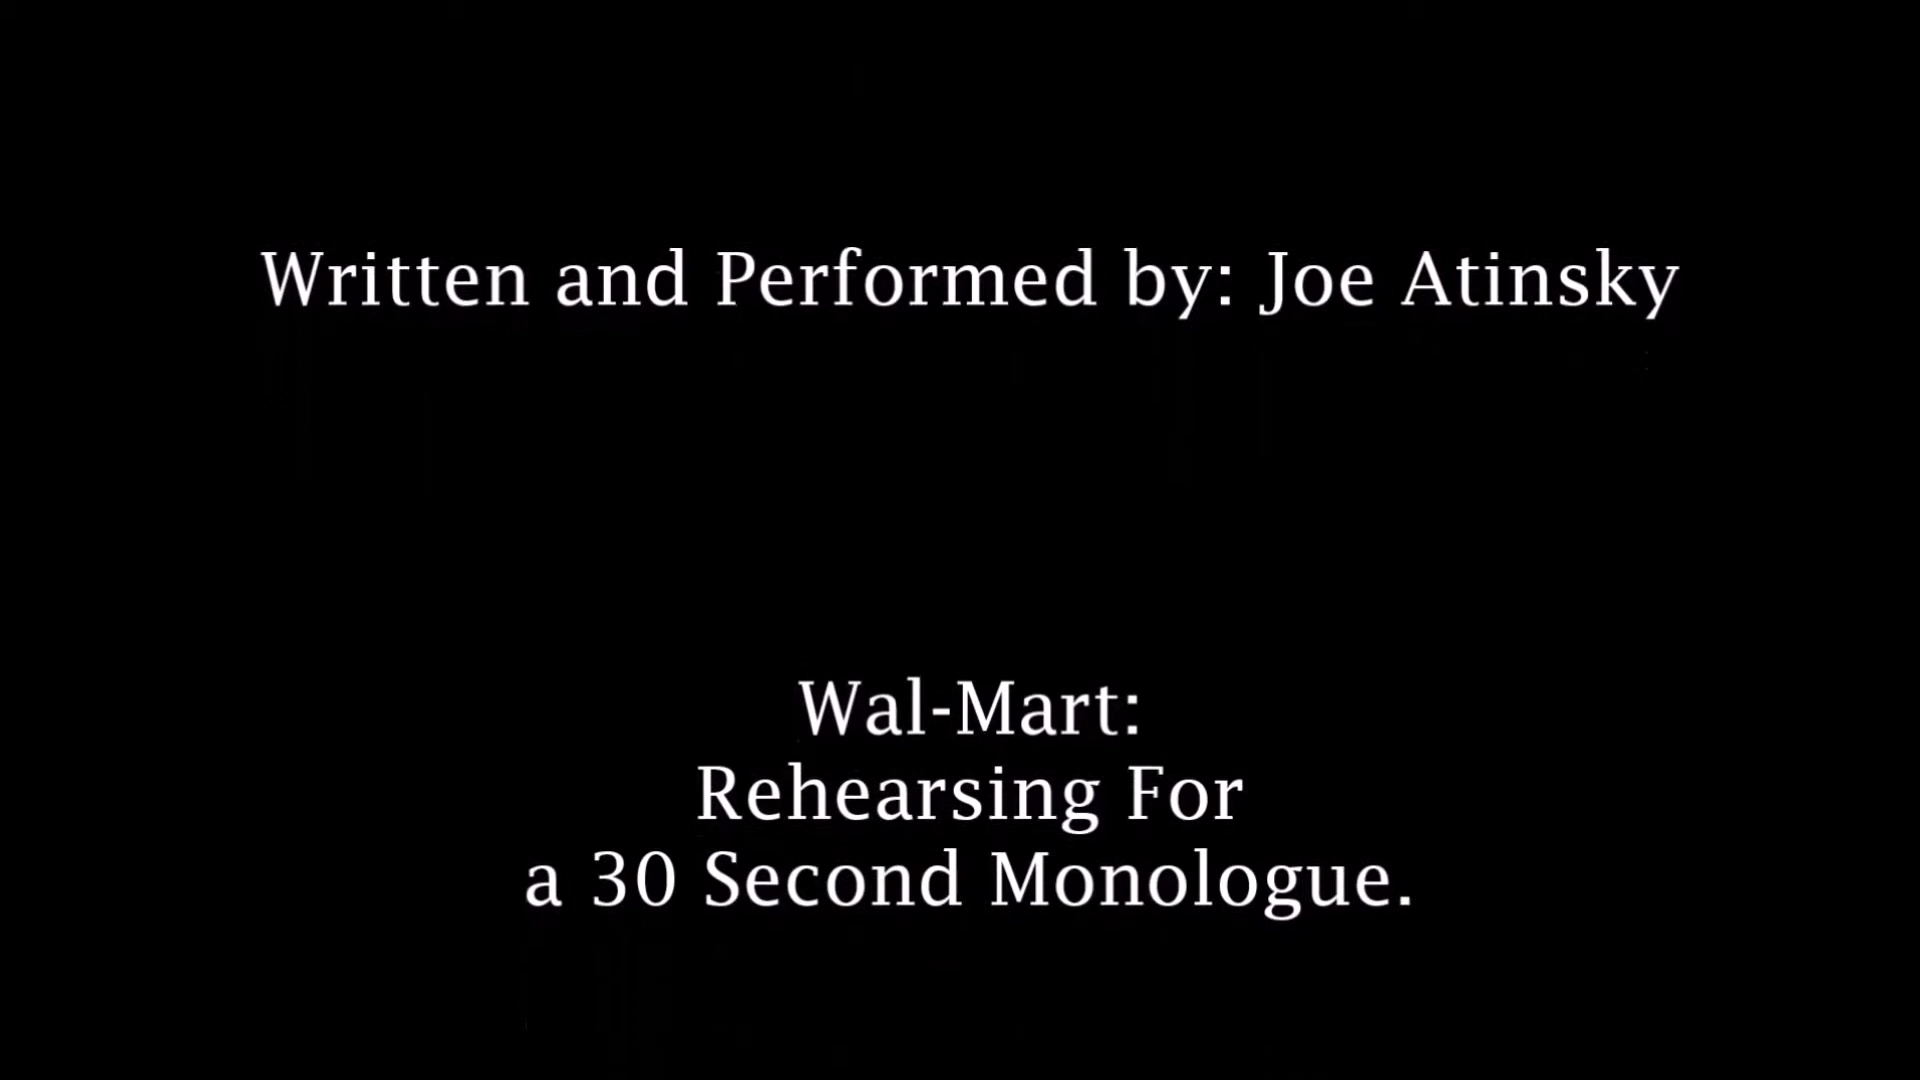 Written and Performed by: Joe Atinsky
Wal-Mart:
Rehearsing For
a 30 Second Monologue.